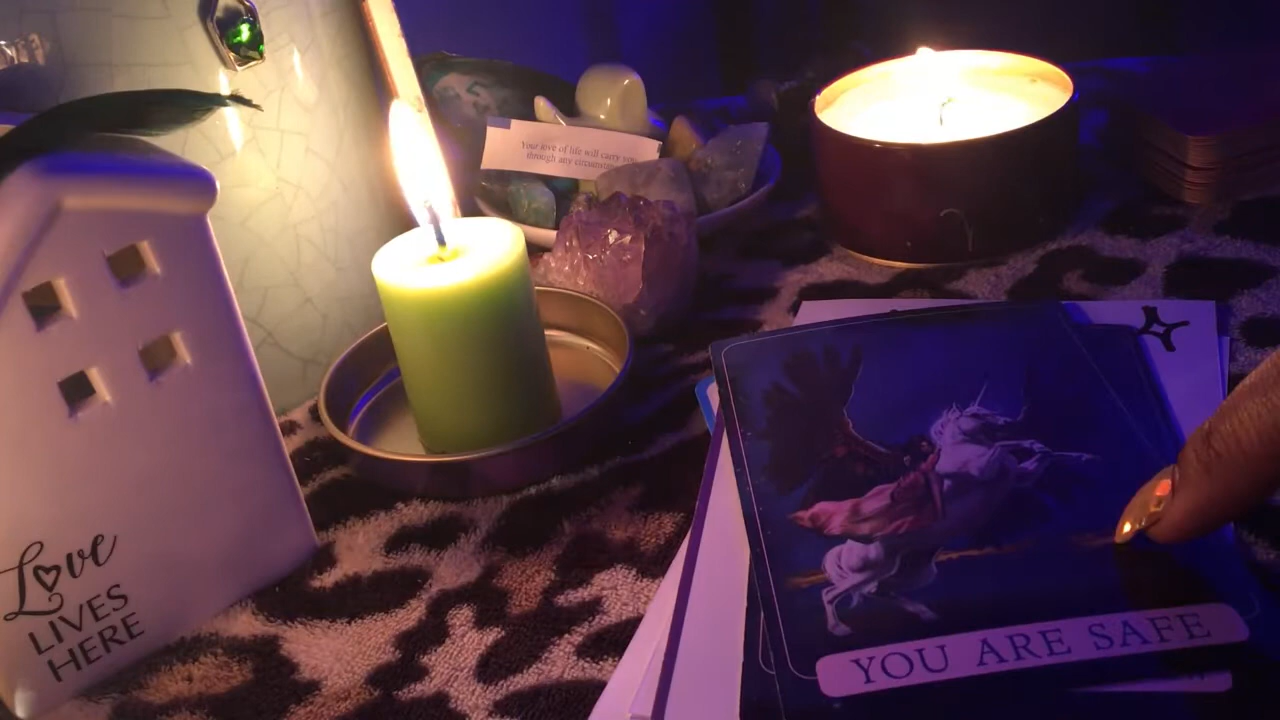 Your love of life will carry you
through any circumstance
Love
LIVES
HERE
YOU ARE SAFE